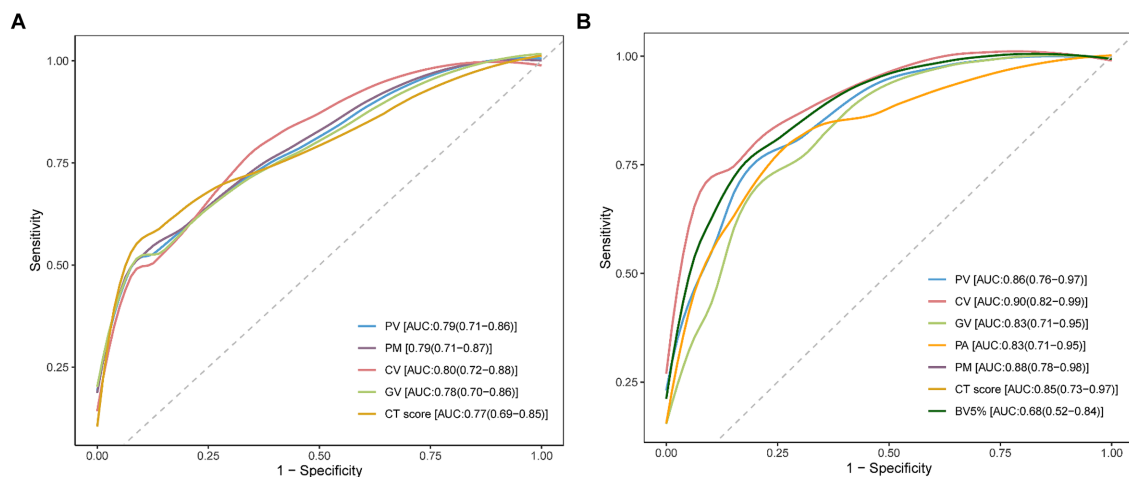 A
1.00
0.75
0.50
0.25
Sensitivity
PV [AUC:0.79(0.71−0.86)]
PM [0.79(0.71−0.87)]
CV [AUC:0.80(0.72−0.88)]
GV [AUC:0.78(0.70−0.86)]
CT score [AUC:0.77(0.69−0.85)]
0.00 0.25 0.50 0.75 1.00
1 − Specificity
B
1.00
0.75
0.50
0.25
Sensitivity
PV [AUC:0.86(0.76−0.97)]
CV [AUC:0.90(0.82−0.99)]
GV [AUC:0.83(0.71−0.95)]
PA [AUC:0.83(0.71−0.95)]
PM [AUC:0.88(0.78−0.98)]
CT score [AUC:0.85(0.73−0.97)]
BV5% [AUC:0.68(0.52−0.84)]
0.00 0.25 0.50 0.75 1.00
1 − Specificity